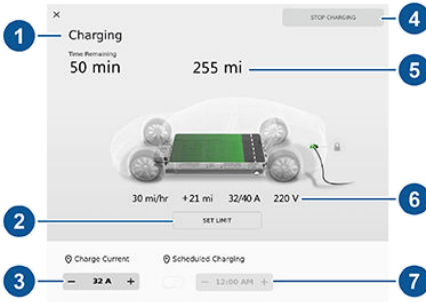 ×
STOP CHARGING
4
1
Charging
Time Remaining
50 min
255 mi
5
30 mi/hr +21 mi 32/40 A 220 V
6
2
SET LIMIT
Charge Current
Scheduled Charging
3
− 32 A +
− 12:00 AM +
7